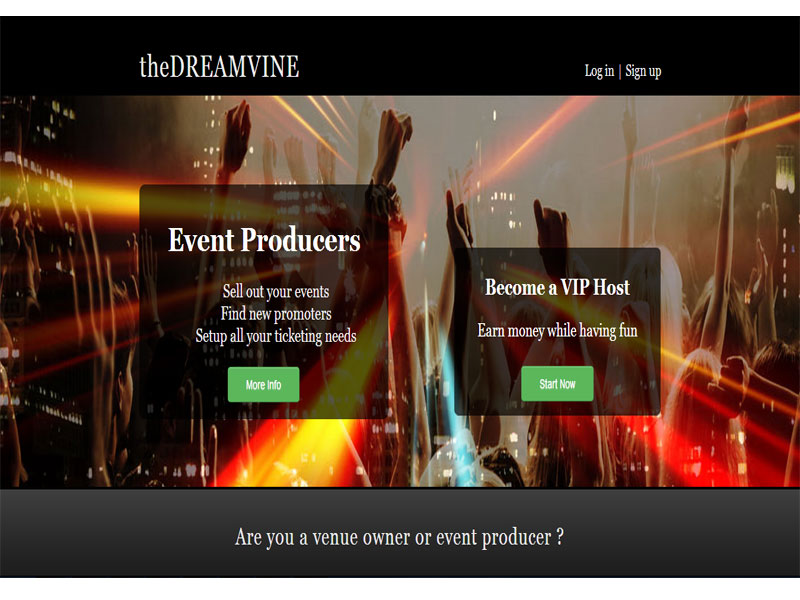 theDREAMVINE
Log in | Sign up
Event Producers
Sell out your events
Find new promoters
Setup all your ticketing needs
More Info
Become a VIP Host
Earn money while having fun
Start Now
Are you a venue owner or event producer ?